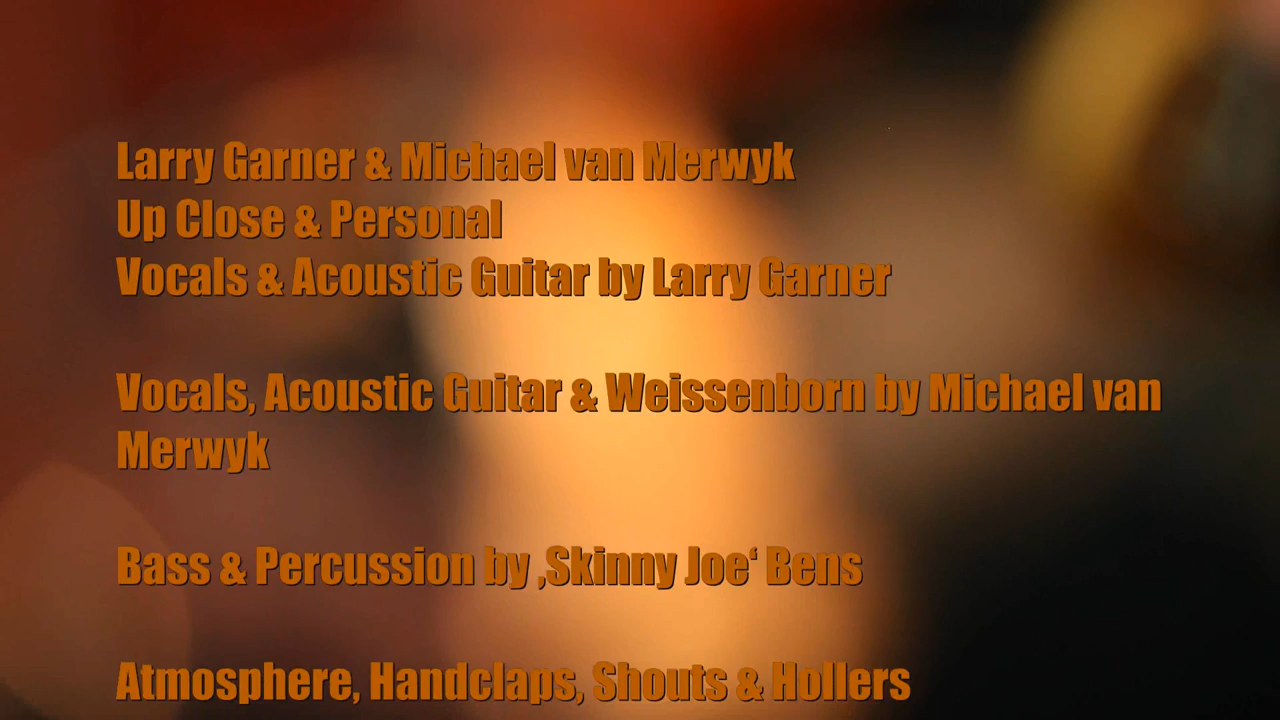 Larry Garner & Michael van Merwyk
Up Close & Personal
Vocals & Acoustic Guitar by Larry Garner
Vocals, Acoustic Guitar & Weissenborn by Michael van
Merwyk
Bass & Percussion by ‚Skinny Joe‘ Bens
Atmosphere, Handclaps, Shouts & Hollers